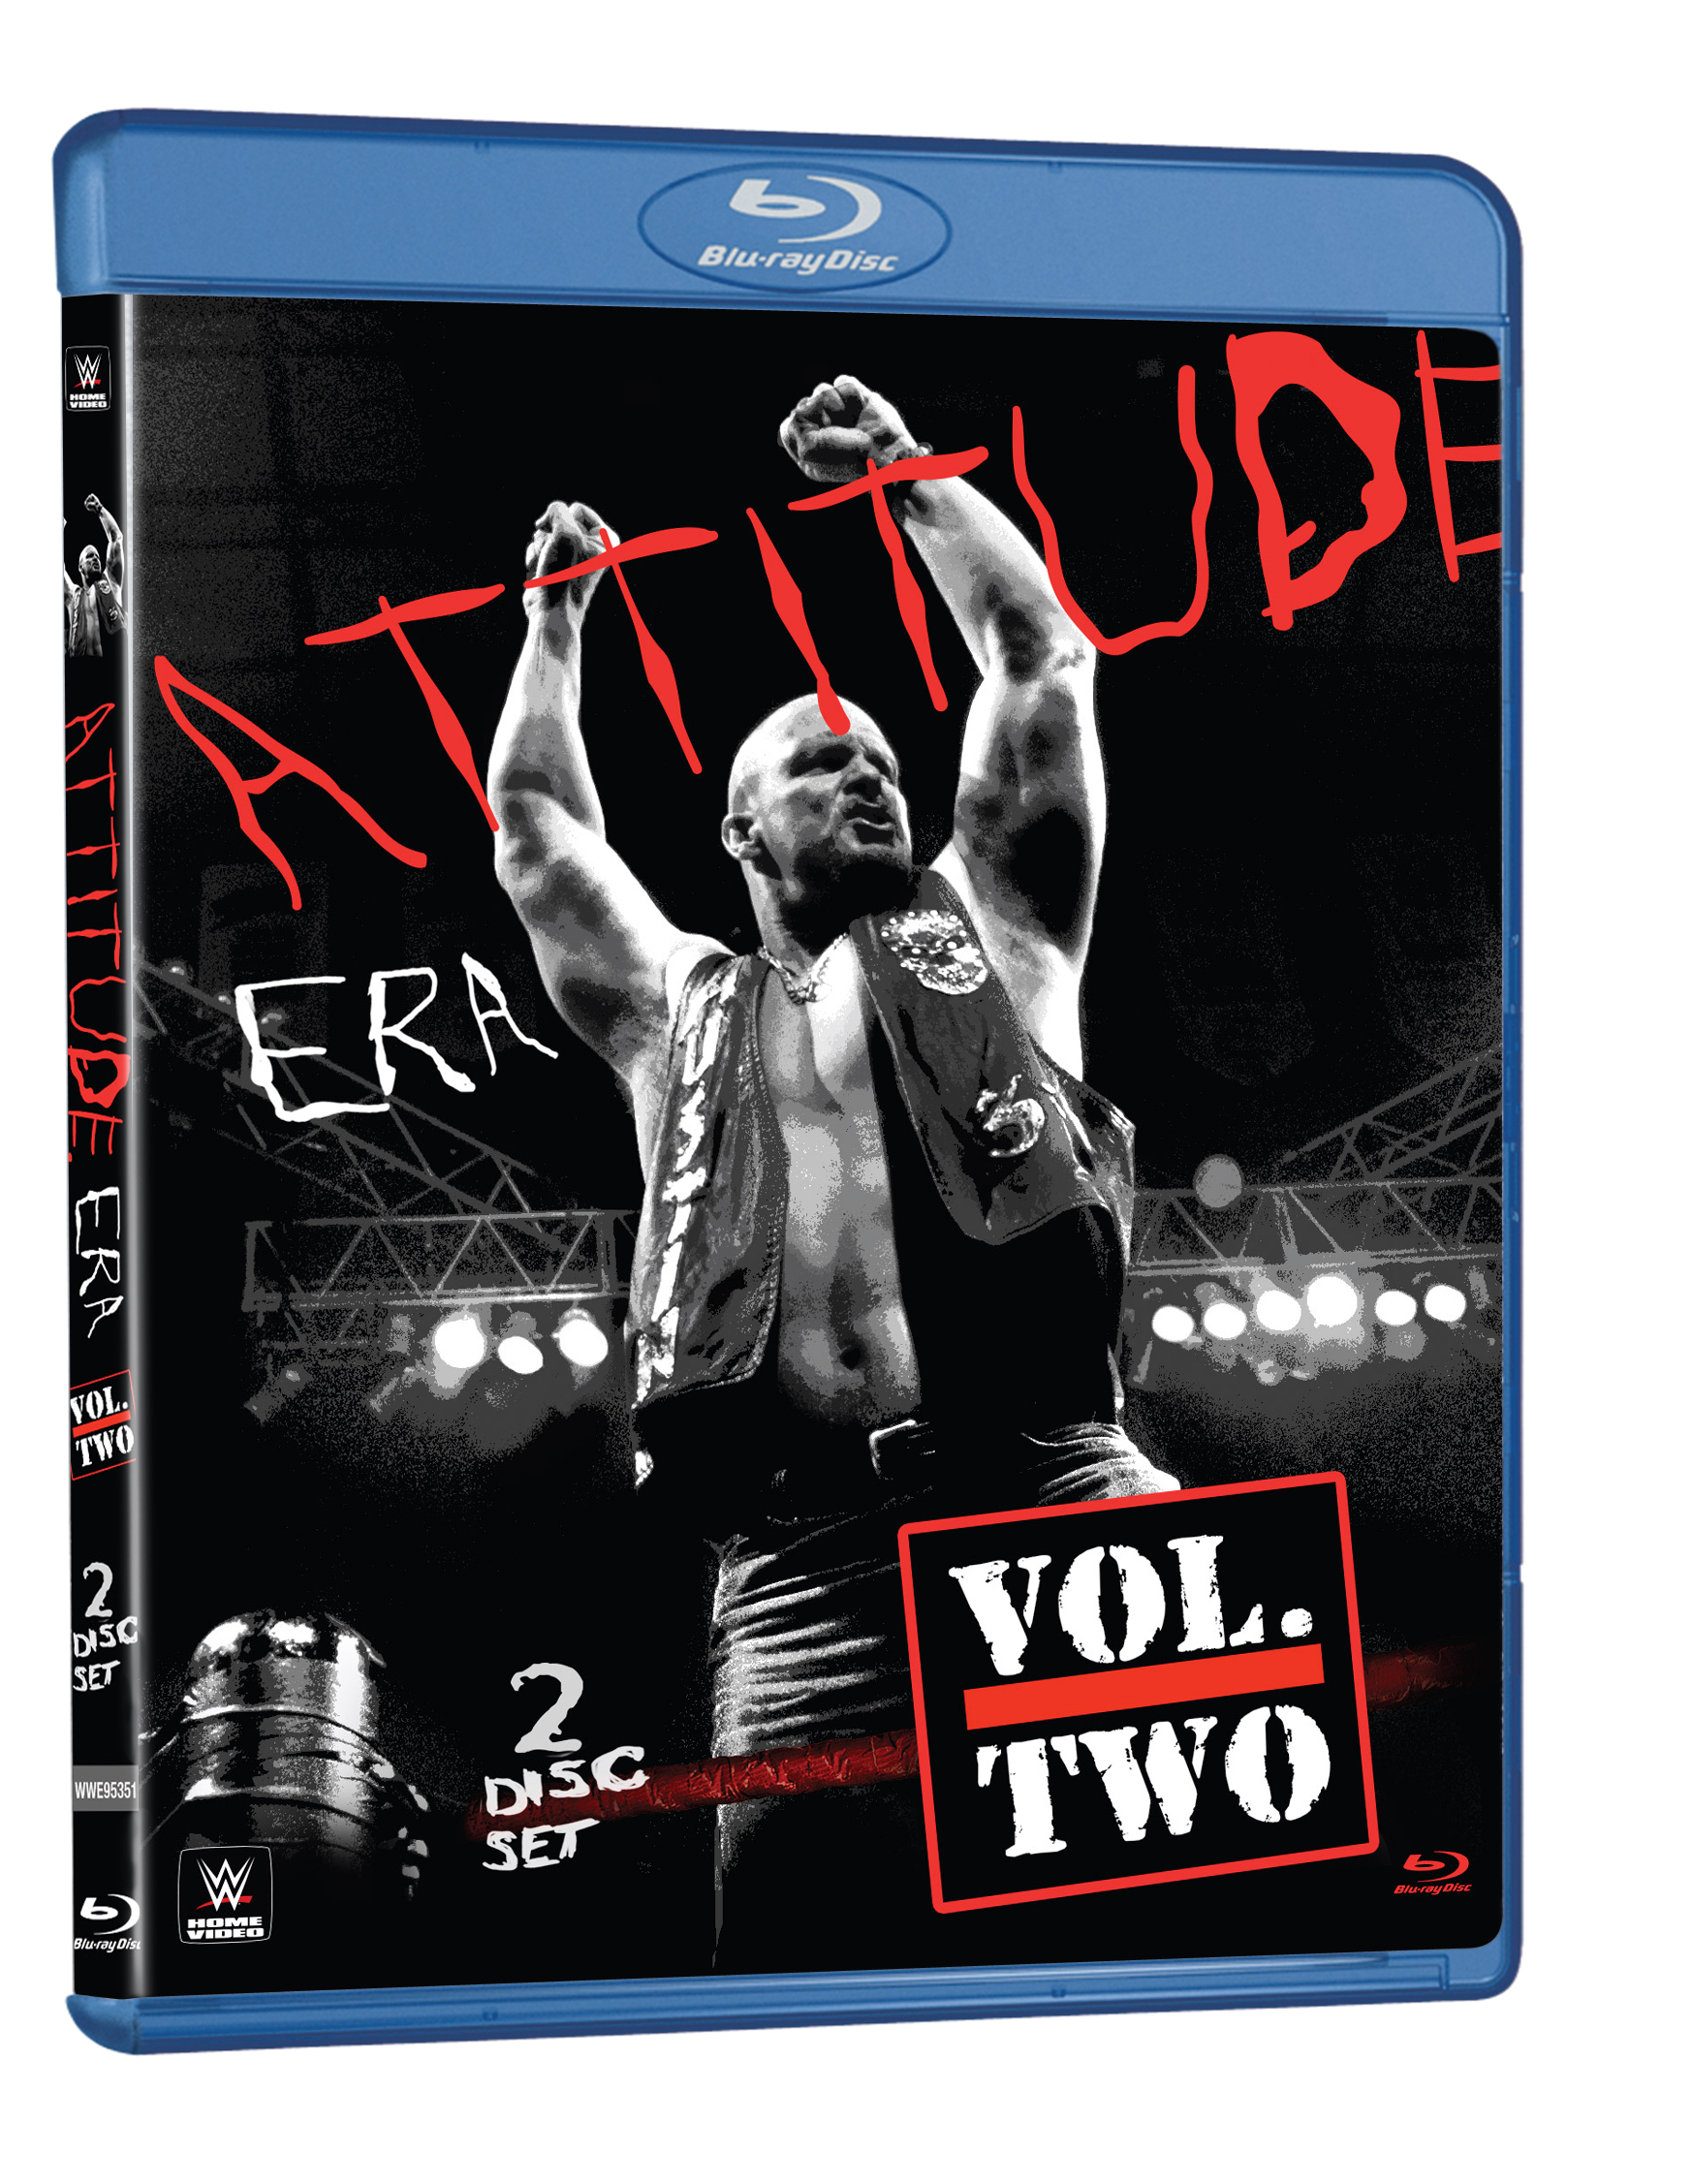 Blu-ray Disc
ATTITUDE
ERA
VOL.
TWO
2
DISC
SET
W
HOME
VIDEO
Blu-ray Disc
W
HOME
VIDEO
ATTITUDE.
ERA
VOL.
TWO
2
DISC
SET
WWE95351
Blu-ray Disc